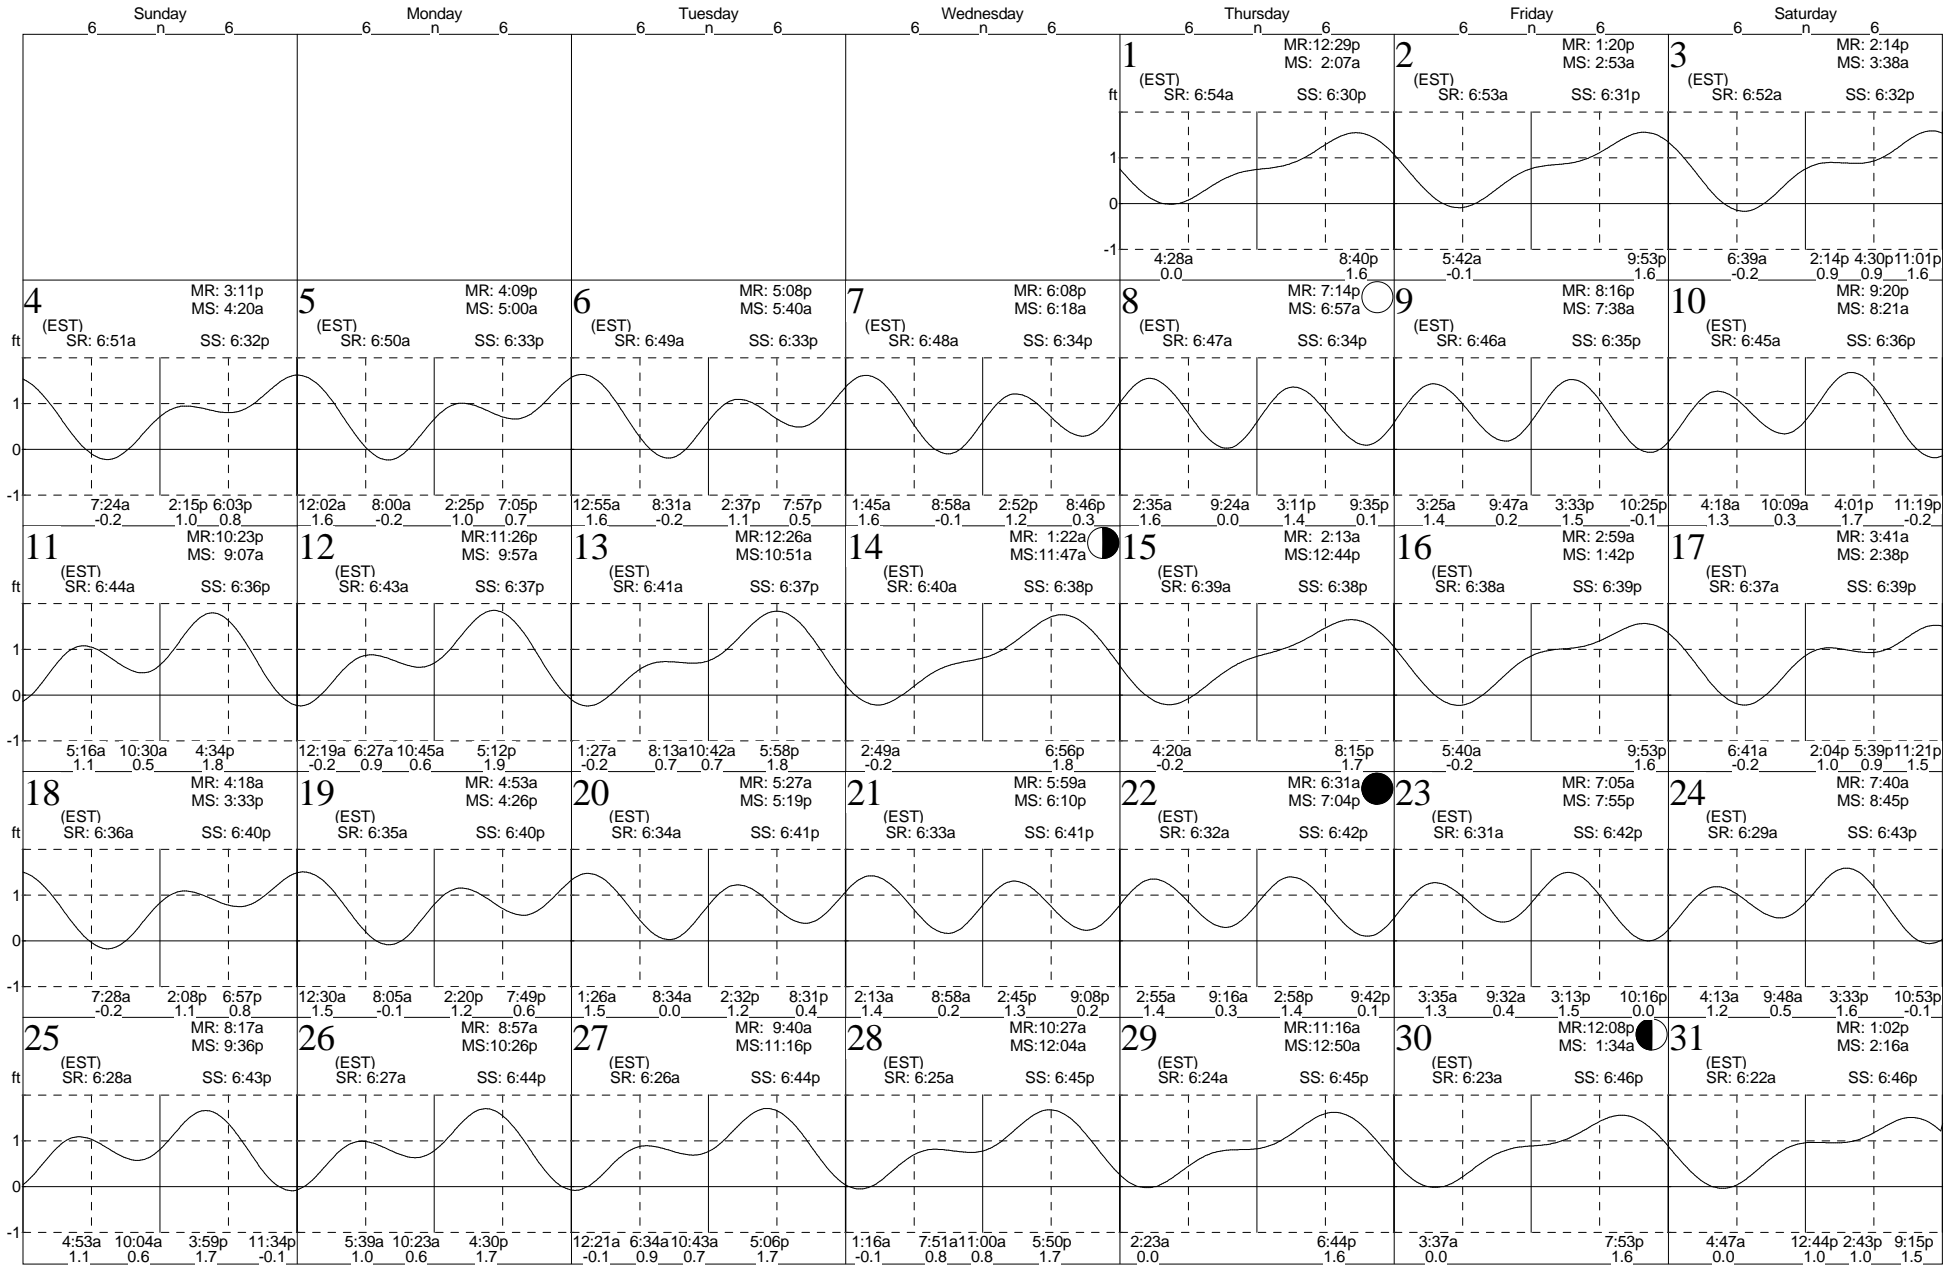 Sunday Monday Tuesday Wednesday Thursday Friday Saturday
6 n 6 6 n 6 6 n 6 6 n 6 6 n 6 6 n 6 6 n 6
1 MR:12:29p 2 MR: 1:20p 3 MR: 2:14p
MS: 2:07a MS: 2:53a MS: 3:38a
(EST) (EST) (EST)
ft SR: 6:54a SS: 6:30p SR: 6:53a SS: 6:31p SR: 6:52a SS: 6:32p
1
0
-1
4:28a 8:40p 5:42a 9:53p 6:39a 2:14p 4:30p 11:01p
0.0 1.6 -0.1 1.6 -0.2 0.9 0.9 1.6
4 MR: 3:11p 5 MR: 4:09p 6 MR: 5:08p 7 MR: 6:08p 8 MR: 7:14p 9 MR: 8:16p 10 MR: 9:20p
MS: 4:20a MS: 5:00a MS: 5:40a MS: 6:18a MS: 6:57a MS: 7:38a MS: 8:21a
(EST) (EST) (EST) (EST) (EST) (EST) (EST)
ft SR: 6:51a SS: 6:32p SR: 6:50a SS: 6:33p SR: 6:49a SS: 6:33p SR: 6:48a SS: 6:34p SR: 6:47a SS: 6:34p SR: 6:46a SS: 6:35p SR: 6:45a SS: 6:36p
1
0
-1
7:24a 2:15p 6:03p 12:02a 8:00a 2:25p 7:05p 12:55a 8:31a 2:37p 7:57p 1:45a 8:58a 2:52p 8:46p 2:35a 9:24a 3:11p 9:35p 3:25a 9:47a 3:33p 10:25p 4:18a 10:09a 4:01p 11:19p
-0.2 1.0 0.8 1.6 -0.2 1.0 0.7 1.6 -0.2 1.1 0.5 1.6 -0.1 1.2 0.3 1.6 0.0 1.4 0.1 1.4 0.2 1.5 -0.1 1.3 0.3 1.7 -0.2
11 MR:10:23p 12 MR:11:26p 13 MR:12:26a 14 MR: 1:22a 15 MR: 2:13a 16 MR: 2:59a 17 MR: 3:41a
MS: 9:07a MS: 9:57a MS:10:51a MS:11:47a MS:12:44p MS: 1:42p MS: 2:38p
(EST) (EST) (EST) (EST) (EST) (EST) (EST)
ft SR: 6:44a SS: 6:36p SR: 6:43a SS: 6:37p SR: 6:41a SS: 6:37p SR: 6:40a SS: 6:38p SR: 6:39a SS: 6:38p SR: 6:38a SS: 6:39p SR: 6:37a SS: 6:39p
1
0
-1
5:16a 10:30a 4:34p 12:19a 6:27a 10:45a 5:12p 1:27a 8:13a 10:42a 5:58p 2:49a 6:56p 4:20a 8:15p 5:40a 9:53p 6:41a 2:04p 5:39p 11:21p
1.1 0.5 1.8 -0.2 0.9 0.6 1.9 -0.2 0.7 0.7 1.8 -0.2 1.8 -0.2 1.7 -0.2 1.6 -0.2 1.0 0.9 1.5
18 MR: 4:18a 19 MR: 4:53a 20 MR: 5:27a 21 MR: 5:59a 22 MR: 6:31a 23 MR: 7:05a 24 MR: 7:40a
MS: 3:33p MS: 4:26p MS: 5:19p MS: 6:10p MS: 7:04p MS: 7:55p MS: 8:45p
(EST) (EST) (EST) (EST) (EST) (EST) (EST)
ft SR: 6:36a SS: 6:40p SR: 6:35a SS: 6:40p SR: 6:34a SS: 6:41p SR: 6:33a SS: 6:41p SR: 6:32a SS: 6:42p SR: 6:31a SS: 6:42p SR: 6:29a SS: 6:43p
1
0
-1
7:28a 2:08p 6:57p 12:30a 8:05a 2:20p 7:49p 1:26a 8:34a 2:32p 8:31p 2:13a 8:58a 2:45p 9:08p 2:55a 9:16a 2:58p 9:42p 3:35a 9:32a 3:13p 10:16p 4:13a 9:48a 3:33p 10:53p
-0.2 1.1 0.8 1.5 -0.1 1.2 0.6 1.5 0.0 1.2 0.4 1.4 0.2 1.3 0.2 1.4 0.3 1.4 0.1 1.3 0.4 1.5 0.0 1.2 0.5 1.6 -0.1
25 MR: 8:17a 26 MR: 8:57a 27 MR: 9:40a 28 MR:10:27a 29 MR:11:16a 30 MR:12:08p 31 MR: 1:02p
MS: 9:36p MS:10:26p MS:11:16p MS:12:04a MS:12:50a MS: 1:34a MS: 2:16a
(EST) (EST) (EST) (EST) (EST) (EST) (EST)
ft SR: 6:28a SS: 6:43p SR: 6:27a SS: 6:44p SR: 6:26a SS: 6:44p SR: 6:25a SS: 6:45p SR: 6:24a SS: 6:45p SR: 6:23a SS: 6:46p SR: 6:22a SS: 6:46p
1
0
-1
4:53a 10:04a 3:59p 11:34p 5:39a 10:23a 4:30p 12:21a 6:34a 10:43a 5:06p 1:16a 7:51a 11:00a 5:50p 2:23a 6:44p 3:37a 7:53p 4:47a 12:44p 2:43p 9:15p
1.1 0.6 1.7 -0.1 1.0 0.6 1.7 -0.1 0.9 0.7 1.7 -0.1 0.8 0.8 1.7 0.0 1.6 0.0 1.6 0.0 1.0 1.0 1.5